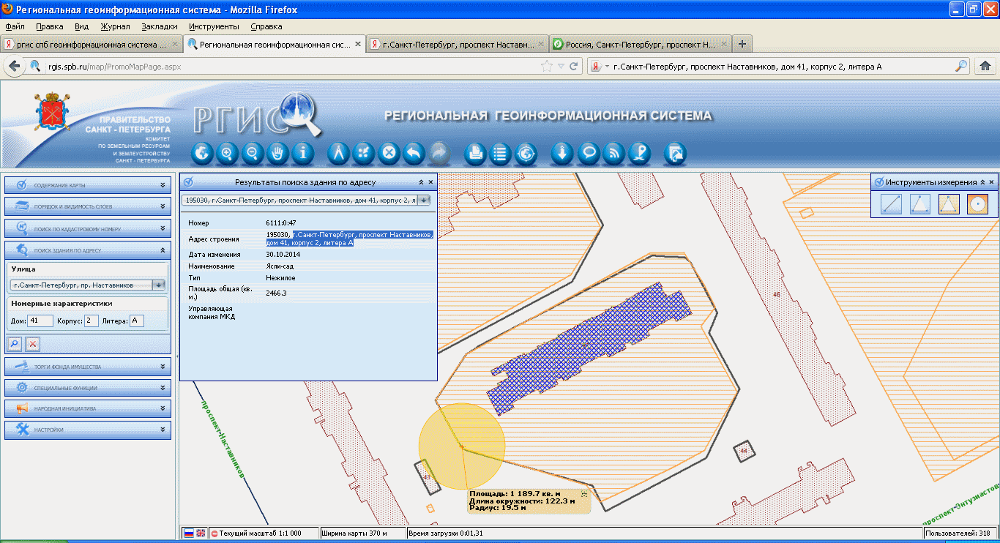 Региональная геоинформационная система - Mozilla Firefox
Файл Правка Вид Журнал Закладки Инструменты Справка
ргис спб геоинформационная система ...
Региональная геоинформационная сис...
г.Санкт-Петербург, проспект Наставн...
Россия, Санкт-Петербург, проспект Н...
rgis.spb.ru/map/PromoMapPage.aspx
г.Санкт-Петербург, проспект Наставников, дом 41, корпус 2, литера А
ПРАВИТЕЛЬСТВО
САНКТ - ПЕТЕРБУРГА
КОМИТЕТ
ПО ЗЕМЕЛЬНЫМ РЕСУРСАМ
И ЗЕМЛЕУСТРОЙСТВУ
САНКТ - ПЕТЕРБУРГА
РГИС
РЕГИОНАЛЬНАЯ ГЕОИНФОРМАЦИОННАЯ СИСТЕМА
СОДЕРЖАНИЕ КАРТЫ
ПОРЯДОК И ВИДИМОСТЬ СЛОЕВ
ПОИСК ПО КАДАСТРОВОМУ НОМЕРУ
ПОИСК ЗДАНИЯ ПО АДРЕСУ
Улица
г.Санкт-Петербург, пр. Наставников
Номерные характеристики
Дом: 41 Корпус: 2 Литера: А
ТОРГИ ФОНДА ИМУЩЕСТВА
СПЕЦИАЛЬНЫЕ ФУНКЦИИ
НАРОДНАЯ ИНИЦИАТИВА
НАСТРОЙКИ
Результаты поиска здания по адресу
195030, г.Санкт-Петербург, проспект Наставников, дом 41, корпус 2, л
Номер 6111:0:47
Адрес строения 195030, г.Санкт-Петербург, проспект Наставников,
дом 41, корпус 2, литера А
Дата изменения 30.10.2014
Наименование Ясли-сад
Тип Нежилое
Площадь общая (кв. м.) 2466.3
Управляющая
компания МКД
Инструменты измерения
проспект-Наставников
проспект-Энтузиастов
Площадь: 1 189.7 кв. м
Длина окружности: 122.3 м
Радиус: 19.5 м
Текущий масштаб 1:1 000
Ширина карты 370 м
Время загрузки 0:01,31
Пользователей: 318